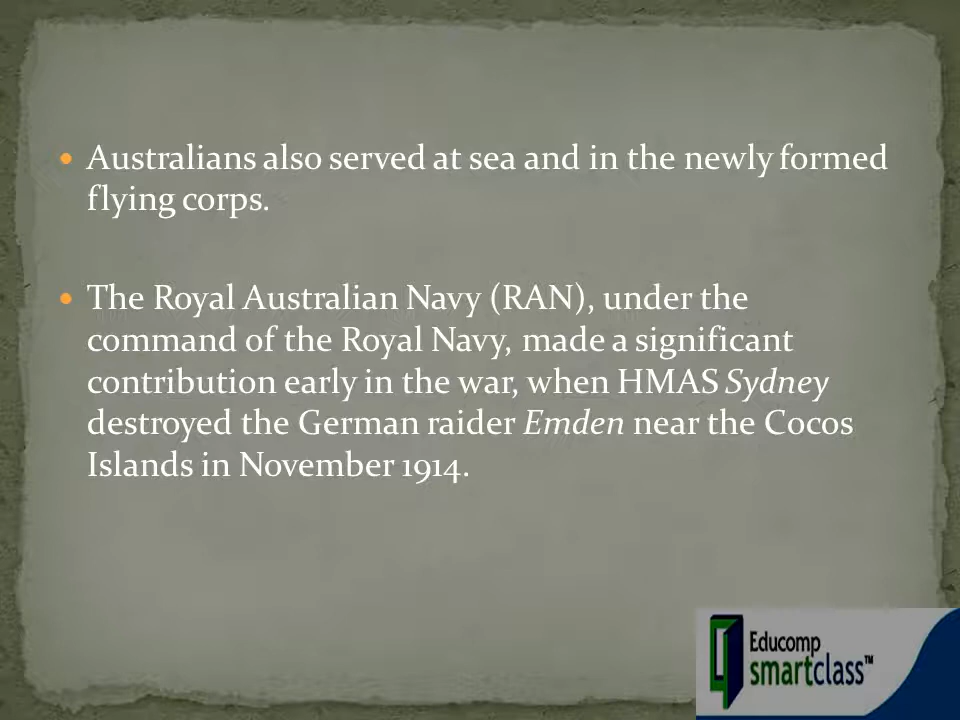 • Australians also served at sea and in the newly formed
flying corps.
• The Royal Australian Navy (RAN), under the
command of the Royal Navy, made a significant
contribution early in the war, when HMAS Sydney
destroyed the German raider Emden near the Cocos
Islands in November 1914.
Educomp
smartclass™